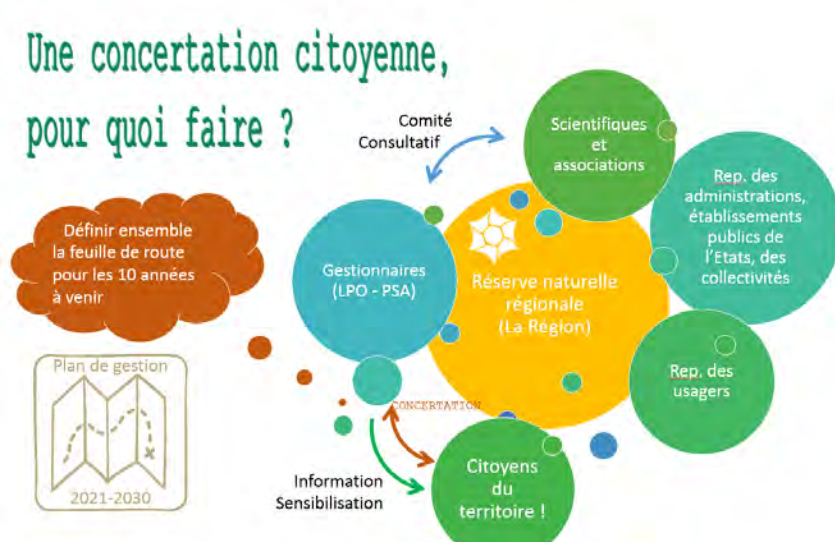 Une concertation citoyenne,
pour quoi faire ?
Comité
Consultatif
Scientifiques
et
associations
Rep. des
administrations,
établissements
publics de
l'Etats, des
collectivités
Définir ensemble
la feuille de route
pour les 10 années
à venir
Gestionnaires
(LPO - PSA)
Réserve naturelle
régionale
(La Région)
Plan de gestion
2021-2030
Rep. des
usagers
CONCERTATION
Information
Sensibilisation
Citoyens
du
territoire !